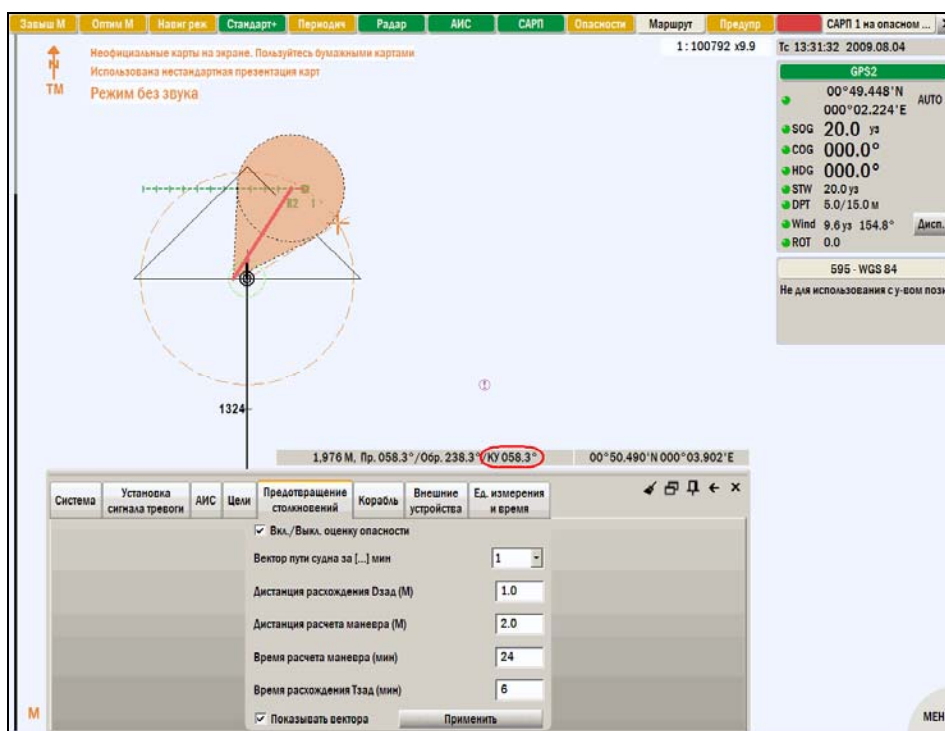 Завыш М Оптим М Навиг реж Стандарт+ Периодич Радар АИС САРП Опасности Маршрут Предупр САРП 1 на опасном ...
1:100792 x9.9
Тс 13:31:32 2009.08.04
N
ТМ
Неофициальные карты на экране. Пользуйтесь бумажными картами
Использована нестандартная презентация карт
Режим без звука
GPS2
00°49.448'N
000°02.224'E
AUTO
SOG 20.0 уз
COG 000.0°
HDG 000.0°
STW 20.0 уз
DPT 5.0/15.0 м
Wind 9.6 уз 154.8° Дисп.
ROT 0.0
595 - WGS 84
Не для использования с у-вом пози
1324
1,976 М, Пр. 058.3°/Обр. 238.3°/КУ 058.3° 00°50.490'N 000°03.902'E
Система
Установка сигнала тревоги
АИС
Цели
Предотвращение столкновений
Корабль
Внешние устройства
Ед. измерения и время
Вкл./Выкл. оценку опасности
Вектор пути судна за [...] мин 1
Дистанция расхождения Dзад (М) 1.0
Дистанция расчета маневра (М) 2.0
Время расчета маневра (мин) 24
Время расхождения Тзад (мин) 6
Показывать вектора Применить
М
МЕН